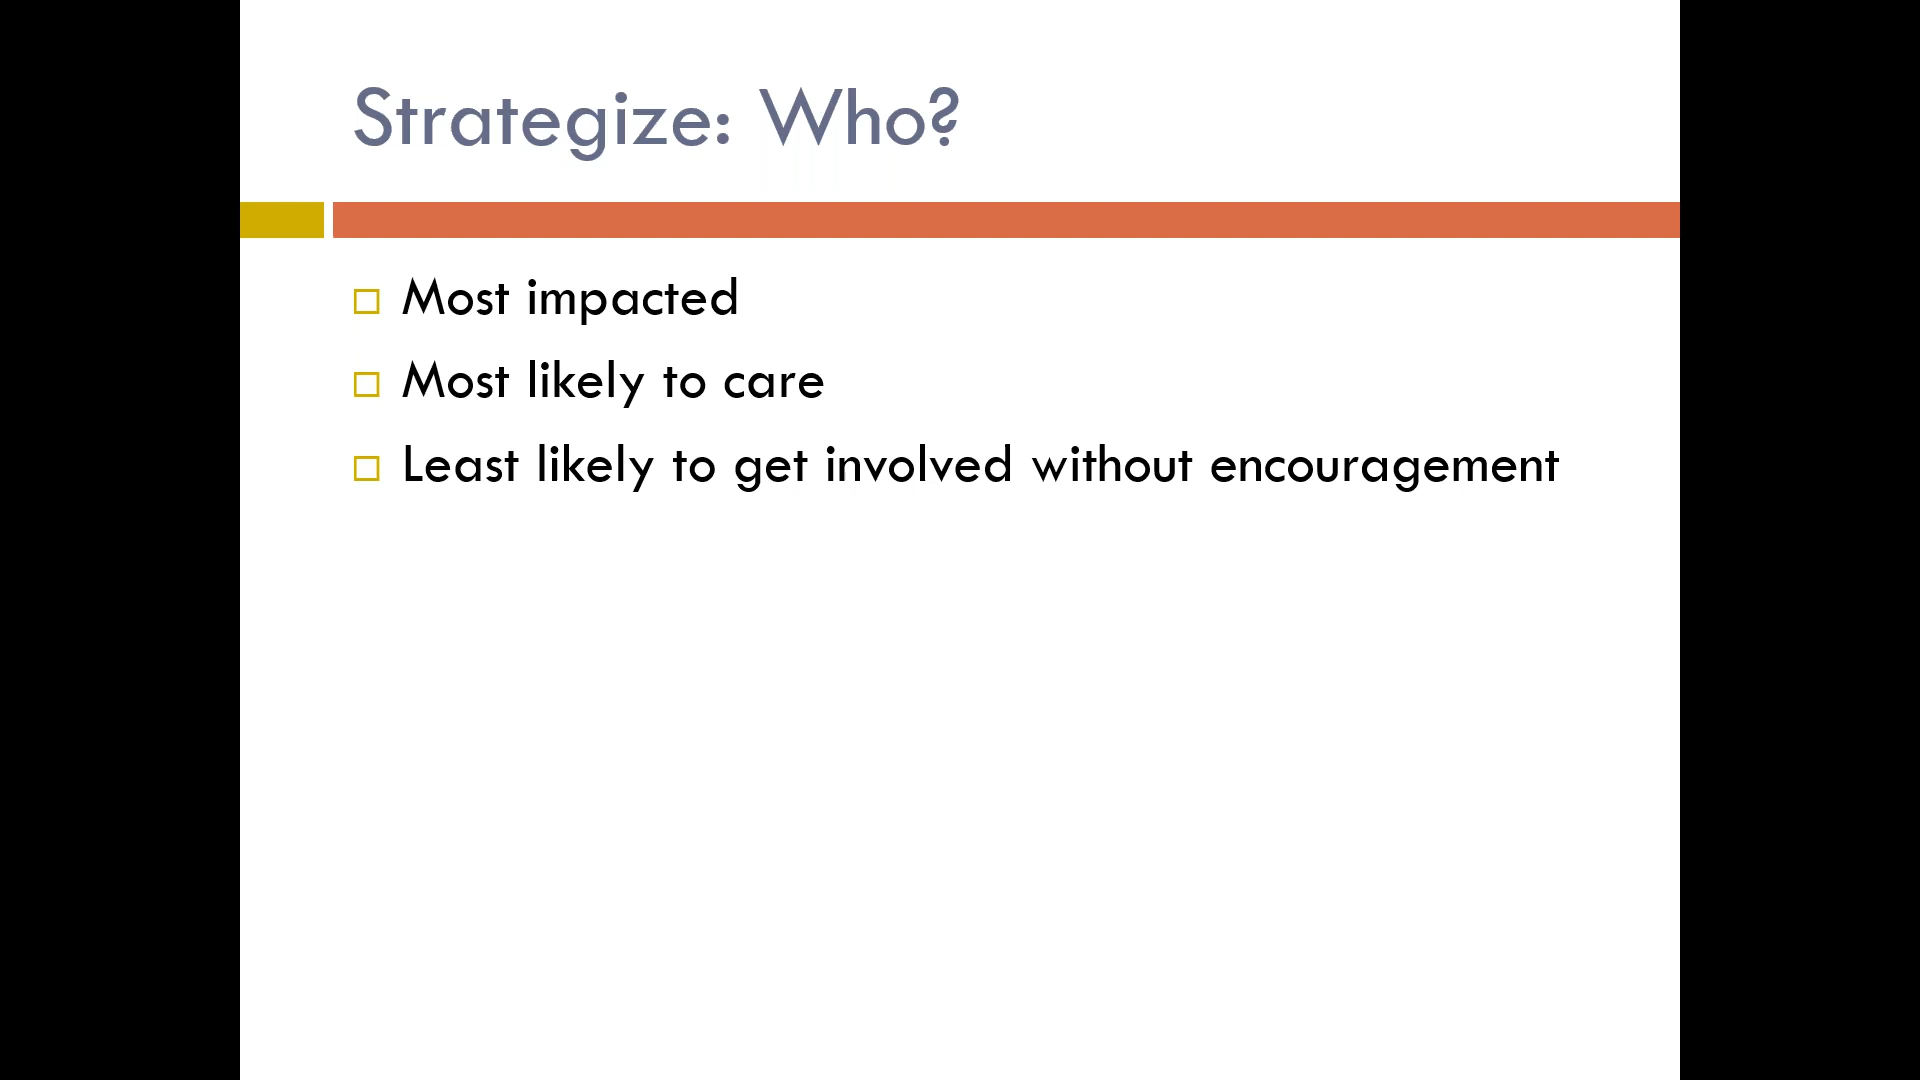 Strategize: Who?
Most impacted
Most likely to care
Least likely to get involved without encouragement